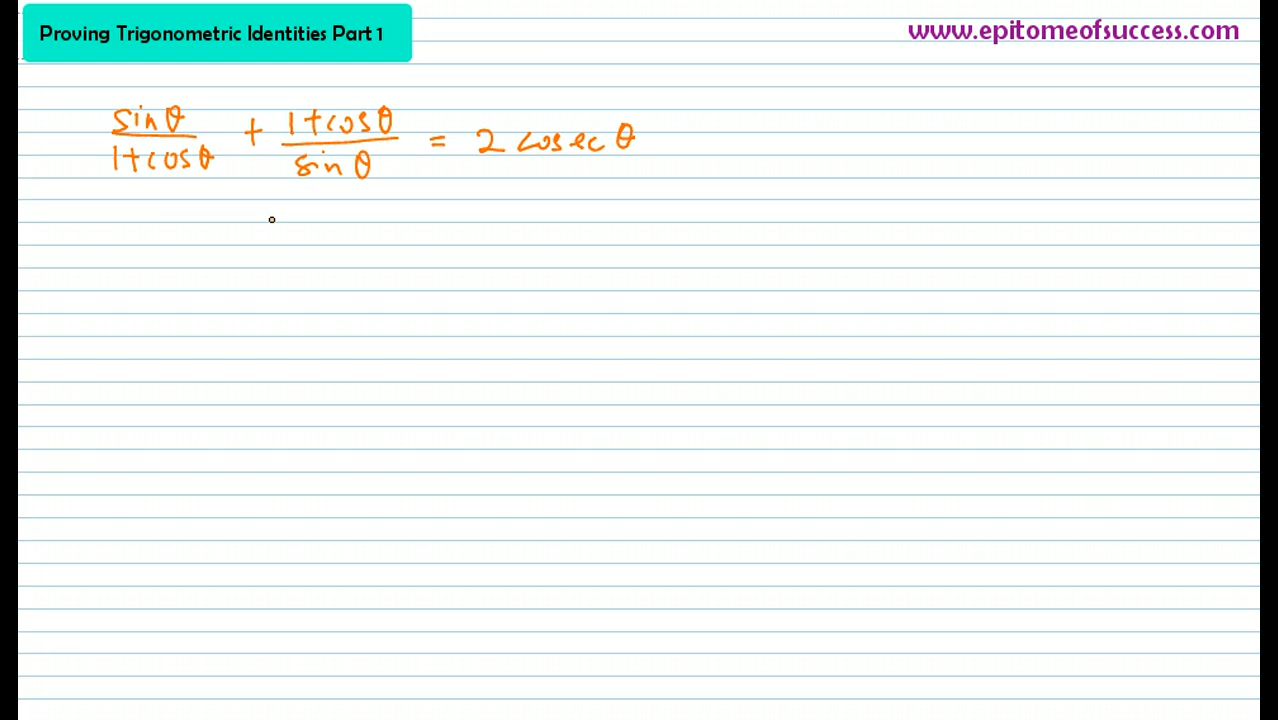 Proving Trigonometric Identities Part 1
www.epitomeofsuccess.com
sinθ/1+cosθ + 1+cosθ/sinθ = 2 cosec θ